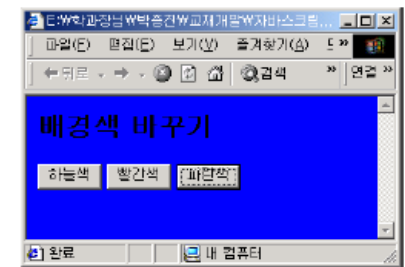 E:₩학과장님₩박종건₩교재개발₩자바스크립...
파일(F) 편집(E) 보기(V) 즐겨찾기(A) »
뒤로 검색 » 연결 »
배경색 바꾸기
하늘색 빨간색 파란색
완료 내 컴퓨터